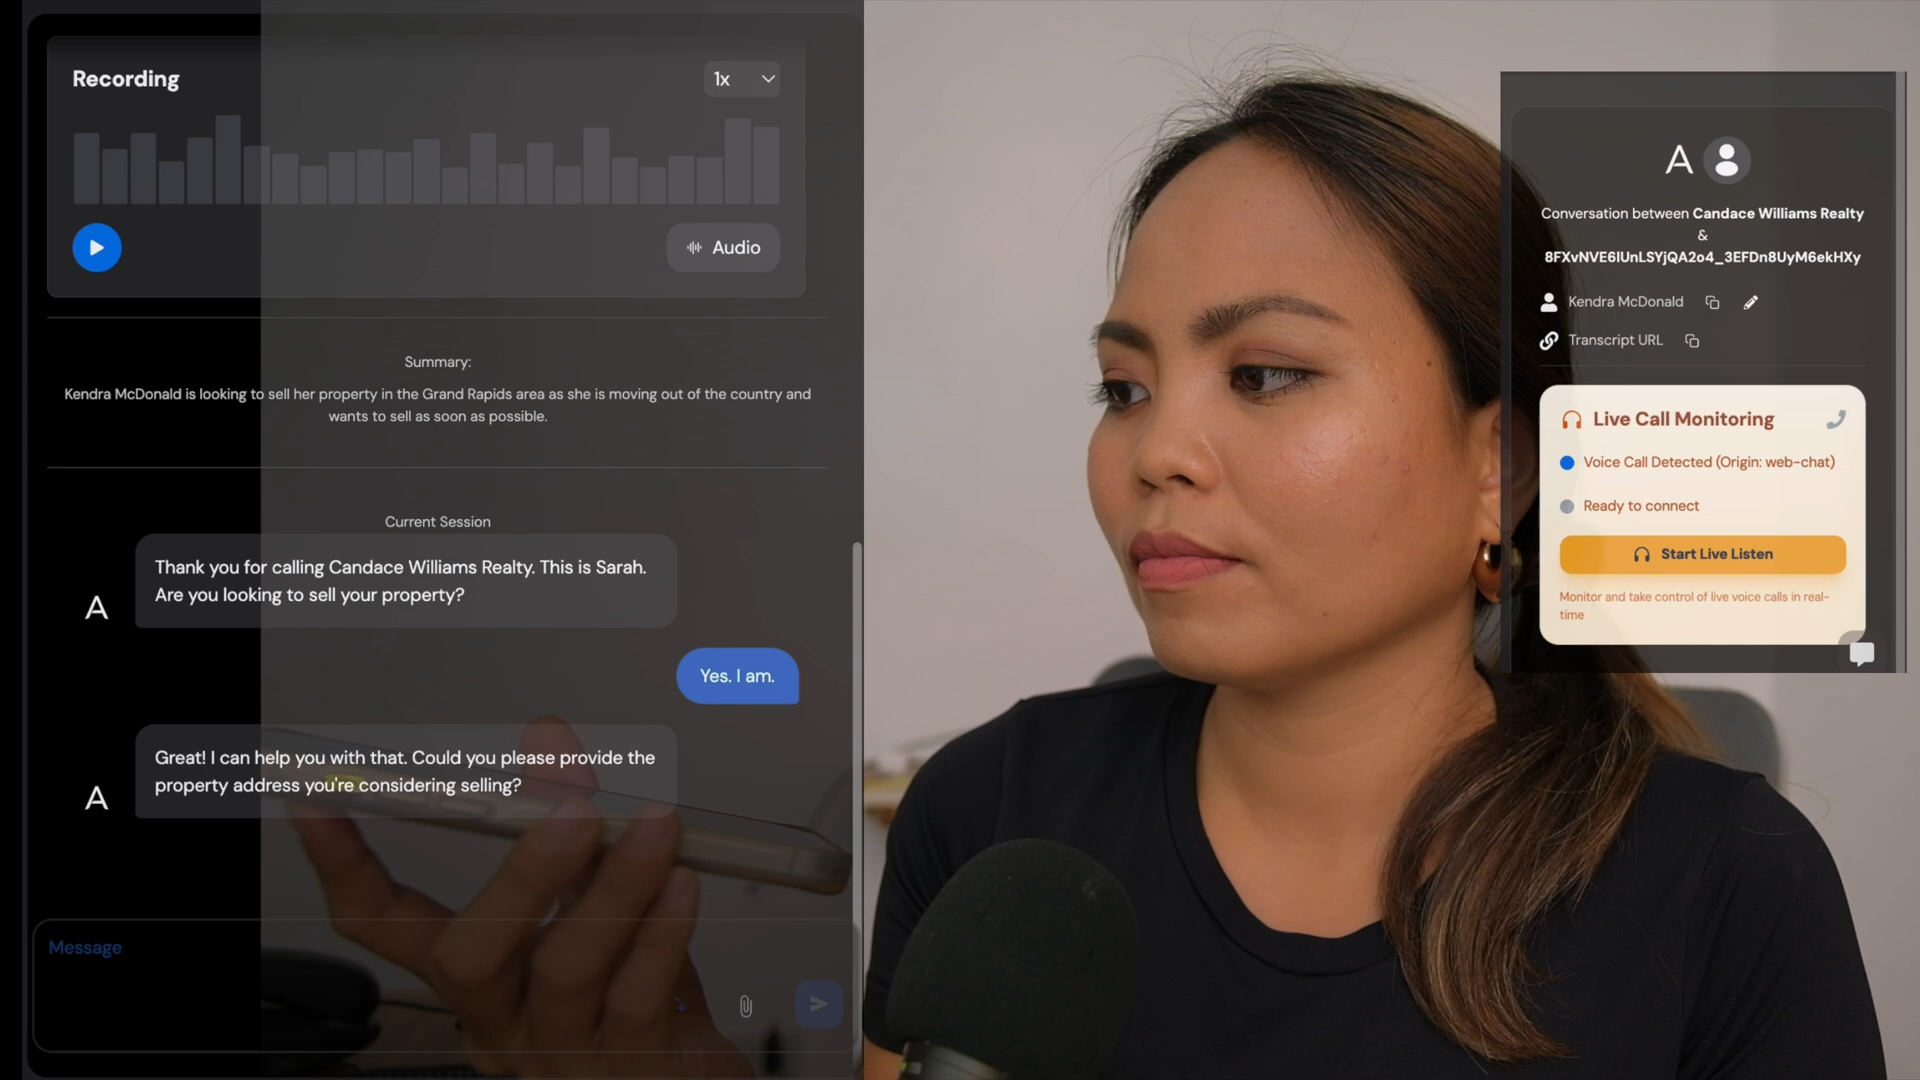 Recording
1x
Audio
Summary:
Kendra McDonald is looking to sell her property in the Grand Rapids area as she is moving out of the country and
wants to sell as soon as possible.
Current Session
Thank you for calling Candace Williams Realty. This is Sarah.
Are you looking to sell your property?
A
Yes. I am.
Great! I can help you with that. Could you please provide the
property address you're considering selling?
A
Message
A
Conversation between Candace Williams Realty
&
8FXvNVE6IUnLSYjQA2o4_3EFDn8UyM6ekHXy
Kendra McDonald
Transcript URL
Live Call Monitoring
Voice Call Detected (Origin: web-chat)
Ready to connect
Start Live Listen
Monitor and take control of live voice calls in real-
time